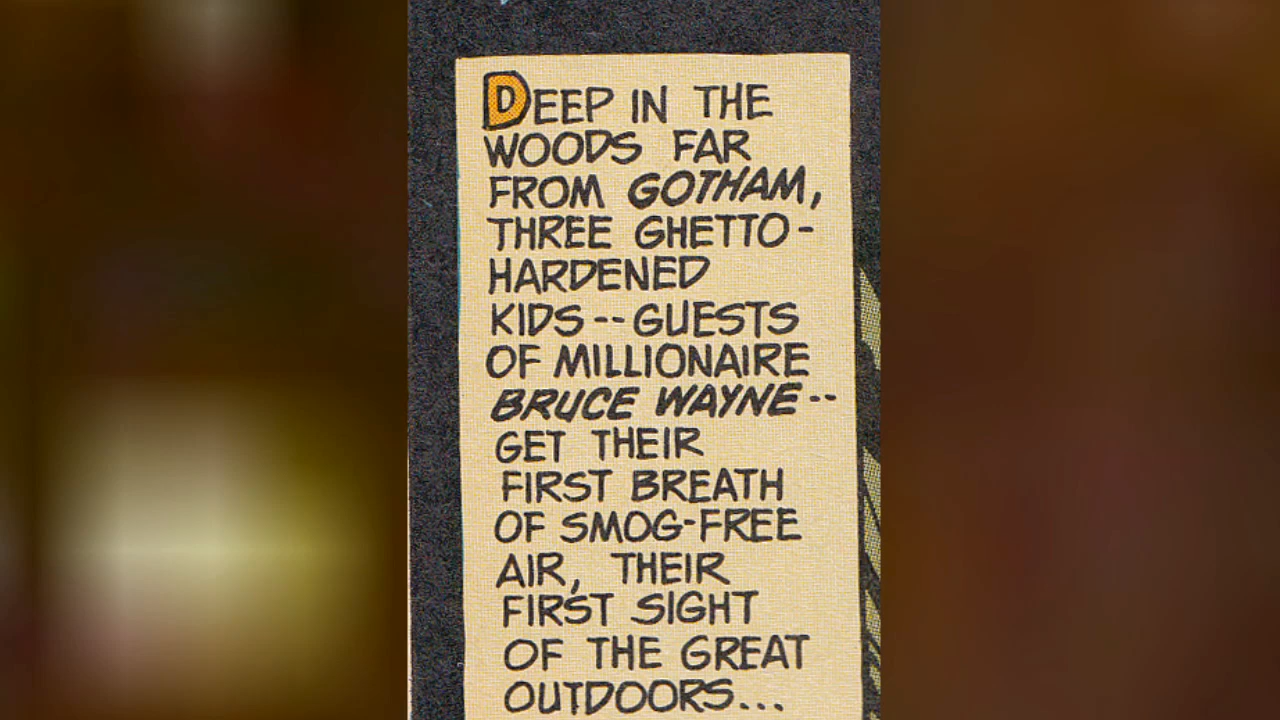 DEEP IN THE
WOODS FAR
FROM GOTHAM,
THREE GHETTO-
HARDENED
KIDS--GUESTS
OF MILLIONAIRE
BRUCE WAYNE--
GET THEIR
FIRST BREATH
OF SMOG-FREE
AIR, THEIR
FIRST SIGHT
OF THE GREAT
OUTDOORS...